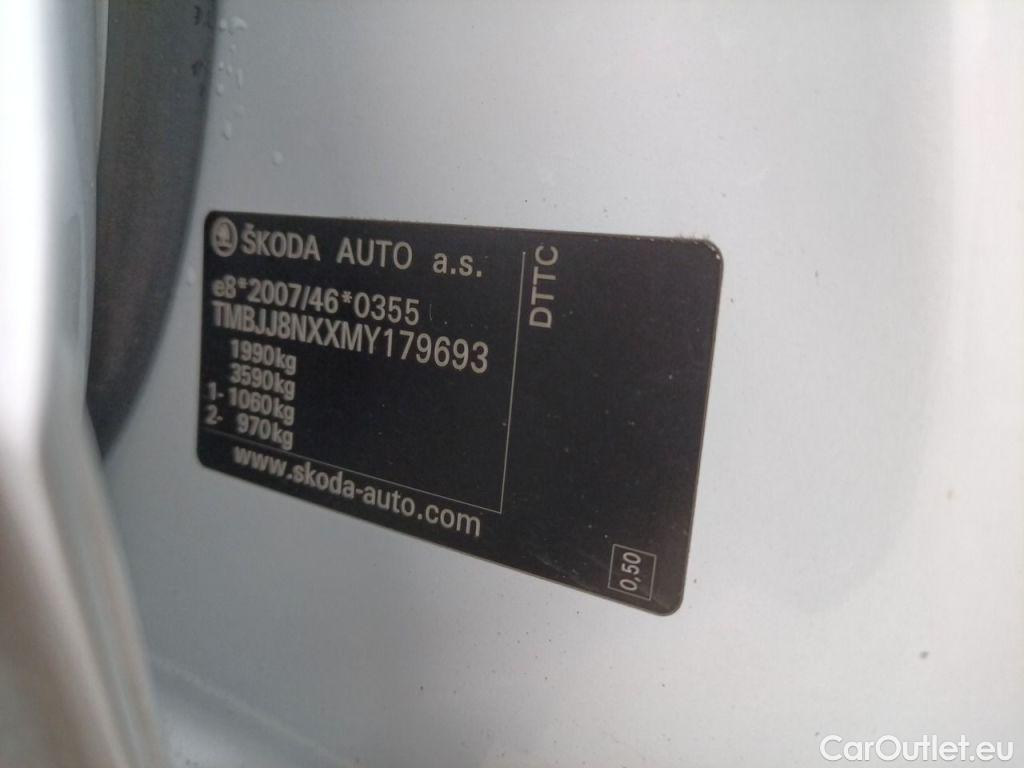 ŠKODA AUTO a.s.
e8*2007/46*0355
TMBJJ8NXXMY179693
1990kg
3590kg
1- 1060kg
2- 970kg
www.skoda-auto.com
DTTC
0,50
CarOutlet.eu